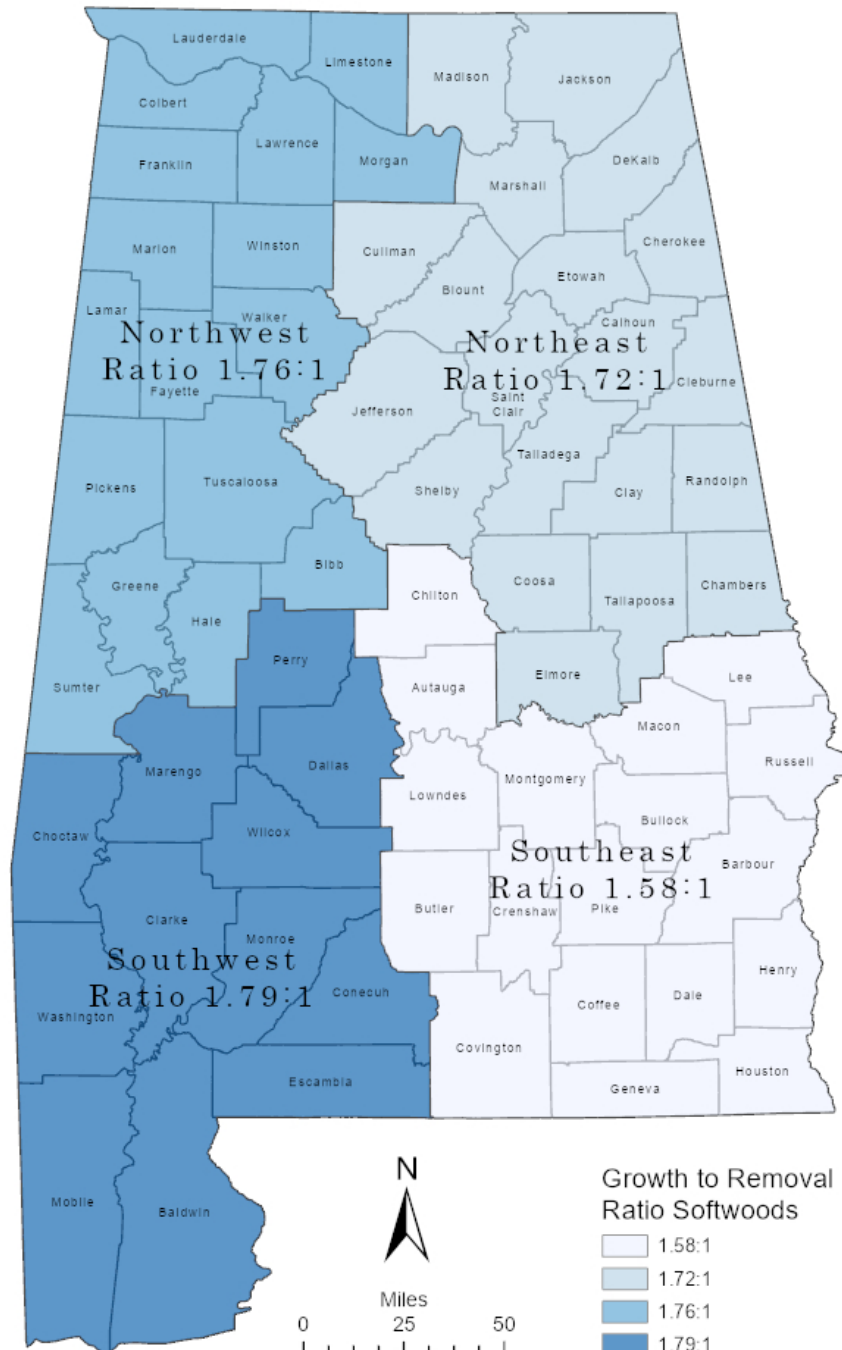 Lauderdale
Limestone
Madison
Jackson
Colbert
Lawrence
Franklin
Morgan
DeKalb
Marshall
Marion
Winston
Cullman
Cherokee
Etowah
Blount
Lamar
Walker
Calhoun
Northwest
Ratio 1.76:1
Northeast
Ratio 1.72:1
Fayette
Cleburne
Saint
Clair
Jefferson
Talladega
Pickens
Tuscaloosa
Shelby
Clay
Randolph
Bibb
Greene
Coosa
Chambers
Chilton
Tallapoosa
Hale
Perry
Elmore
Lee
Sumter
Autauga
Macon
Marengo
Dallas
Russell
Montgomery
Lowndes
Choctaw
Wilcox
Bullock
Southeast
Ratio 1.58:1
Barbour
Butler
Crenshaw
Pike
Clarke
Monroe
Southwest
Ratio 1.79:1
Henry
Conecuh
Coffee
Dale
Washington
Covington
Houston
Escambia
Geneva
Mobile
Baldwin
N
Miles
0 25 50
Growth to Removal
Ratio Softwoods
1.58:1
1.72:1
1.76:1
1.79:1